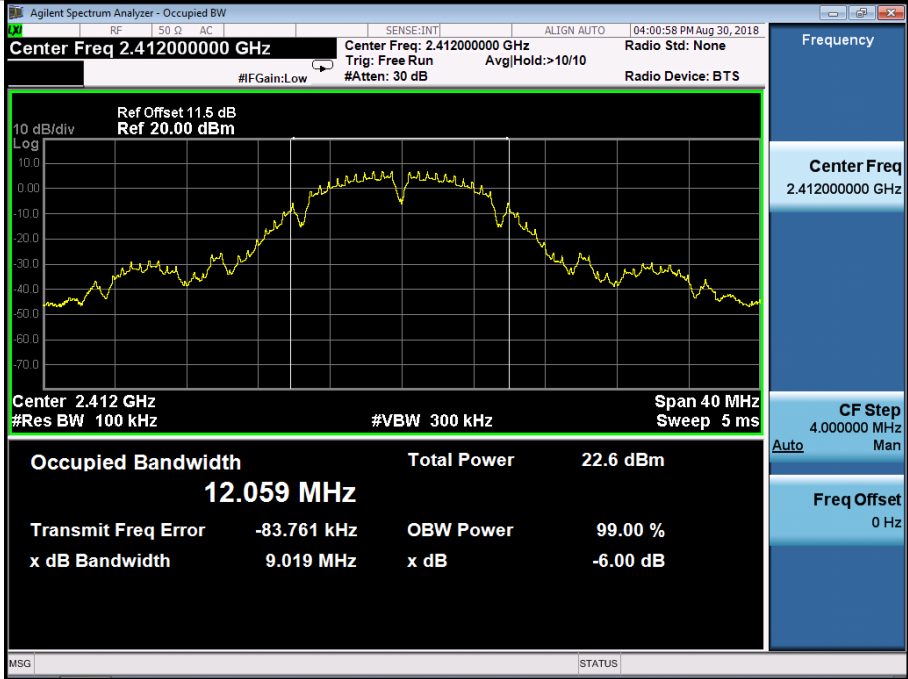 Agilent Spectrum Analyzer - Occupied BW
LXI RF 50 Ω AC SENSE:INT ALIGN AUTO 04:00:58 PM Aug 30, 2018
Center Freq 2.412000000 GHz
#IFGain:Low
Center Freq: 2.412000000 GHz
Trig: Free Run Avg|Hold:>10/10
#Atten: 30 dB
Radio Std: None
Radio Device: BTS
Ref Offset 11.5 dB
10 dB/div Ref 20.00 dBm
Log
10.0
0.00
-10.0
-20.0
-30.0
-40.0
-50.0
-60.0
-70.0
Center 2.412 GHz Span 40 MHz
#Res BW 100 kHz #VBW 300 kHz Sweep 5 ms
Occupied Bandwidth Total Power 22.6 dBm
12.059 MHz
Transmit Freq Error -83.761 kHz OBW Power 99.00 %
x dB Bandwidth 9.019 MHz x dB -6.00 dB
Frequency
Center Freq
2.412000000 GHz
CF Step
4.000000 MHz
Auto Man
Freq Offset
0 Hz
MSG STATUS